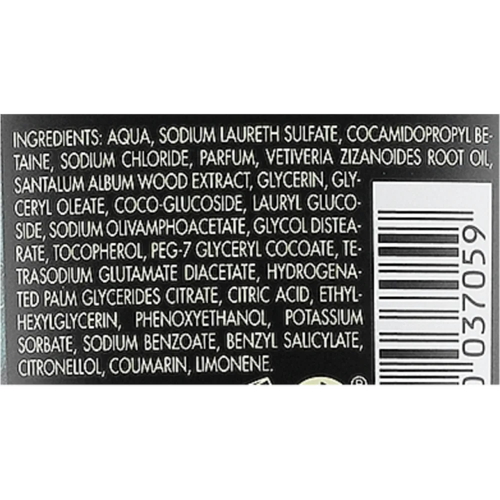 INGREDIENTS: AQUA, SODIUM LAURETH SULFATE, COCAMIDOPROPYL BE-
TAINE, SODIUM CHLORIDE, PARFUM, VETIVERIA ZIZANOIDES ROOT OIL,
SANTALUM ALBUM WOOD EXTRACT, GLYCERIN, GLY-
CERYL OLEATE, COCO-GLUCOSIDE, LAURYL GLUCO-
SIDE, SODIUM OLIVAMPHOACETATE, GLYCOL DISTEA-
RATE, TOCOPHEROL, PEG-7 GLYCERYL COCOATE, TE-
TRASODIUM GLUTAMATE DIACETATE, HYDROGENA-
TED PALM GLYCERIDES CITRATE, CITRIC ACID, ETHYL-
HEXYLGLYCERIN, PHENOXYETHANOL, POTASSIUM
SORBATE, SODIUM BENZOATE, BENZYL SALICYLATE,
CITRONELLOL, COUMARIN, LIMONENE.
®
037059